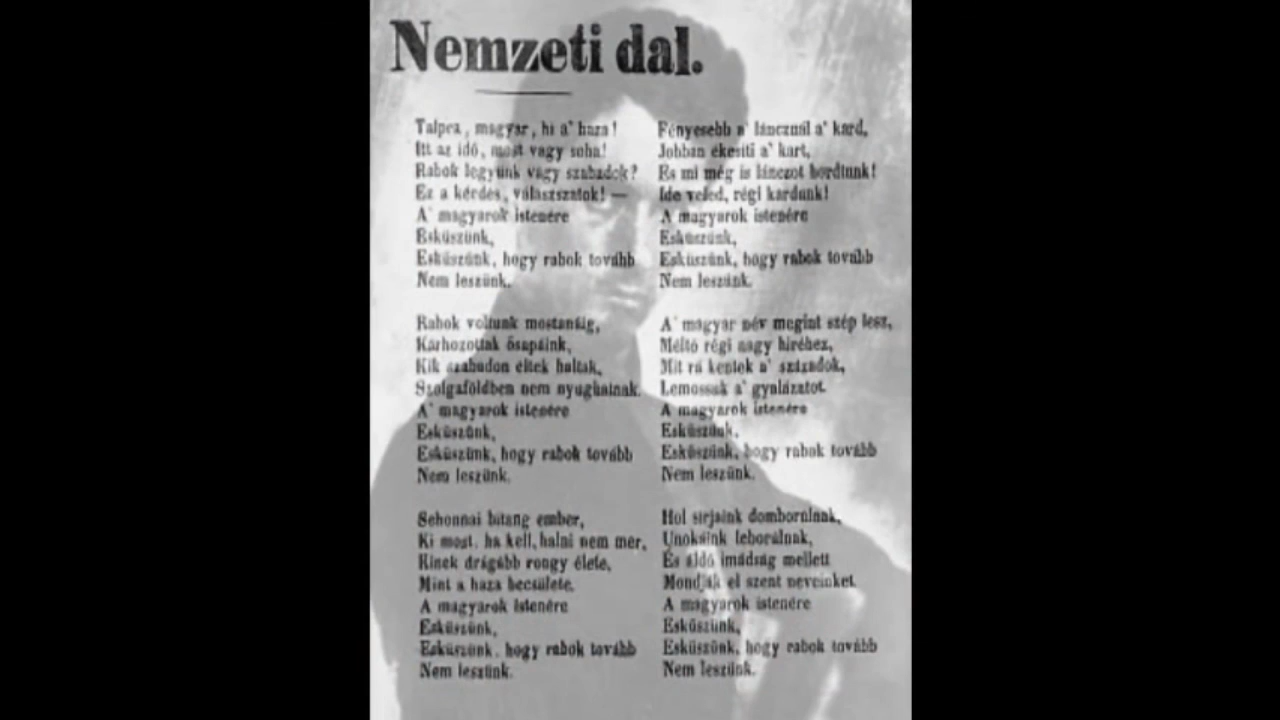 Nemzeti dal.
Talpra, magyar, hi a' haza!
Itt az idő, most vagy soha!
Rabok legyünk vagy szabadok?
Ez a kérdés, válaszszatok! —
A' magyarok istenére
Esküszünk,
Esküszünk, hogy rabok tovább
Nem leszünk.
Rabok voltunk mostanáig,
Kárhozottak ősapáink,
Kik szabadon éltek haltak,
Szolgaföldben nem nyughatnak.
A' magyarok istenére
Esküszünk,
Esküszünk, hogy rabok tovább
Nem leszünk.
Sehonnai bitang ember,
Ki most, ha kell, halni nem mer,
Kinek drágább rongy élete,
Mint a haza becsülete.
A magyarok istenére
Esküszünk,
Esküszünk, hogy rabok tovább
Nem leszünk.
Fényesebb a' láncznál a' kard,
Jobban ékesiti a' kart,
És mi még is lánczot hordtunk!
Ide veled, régi kardunk!
A magyarok istenére
Esküszünk,
Esküszünk, hogy rabok tovább
Nem leszünk.
A' magyar név megint szép lesz,
Méltó régi nagy hiréhez,
Mit rá kentek a' századok,
Lemossuk a' gyalázatot.
A magyarok istenére
Esküszünk,
Esküszünk, hogy rabok tovább
Nem leszünk.
Hol sirjaink domborulnak,
Unokáink leborulnak,
És áldó imádság mellett
Mondják el szent neveinket.
A magyarok istenére
Esküszünk,
Esküszünk, hogy rabok tovább
Nem leszünk.